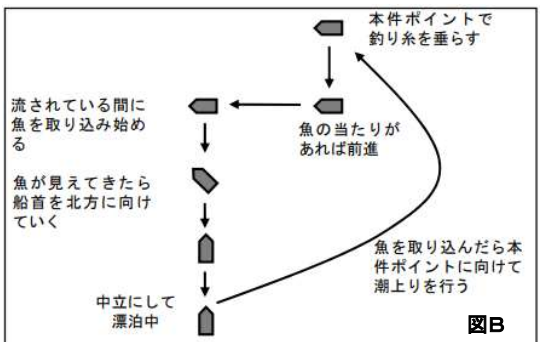 本件ポイントで
釣り糸を垂らす
流されている間に
魚を取り込み始め
る
魚の当たりが
あれば前進
魚が見えてきたら
船首を北方に向け
ていく
魚を取り込んだら本
件ポイントに向けて
潮上りを行う
中立にして
漂泊中
図B